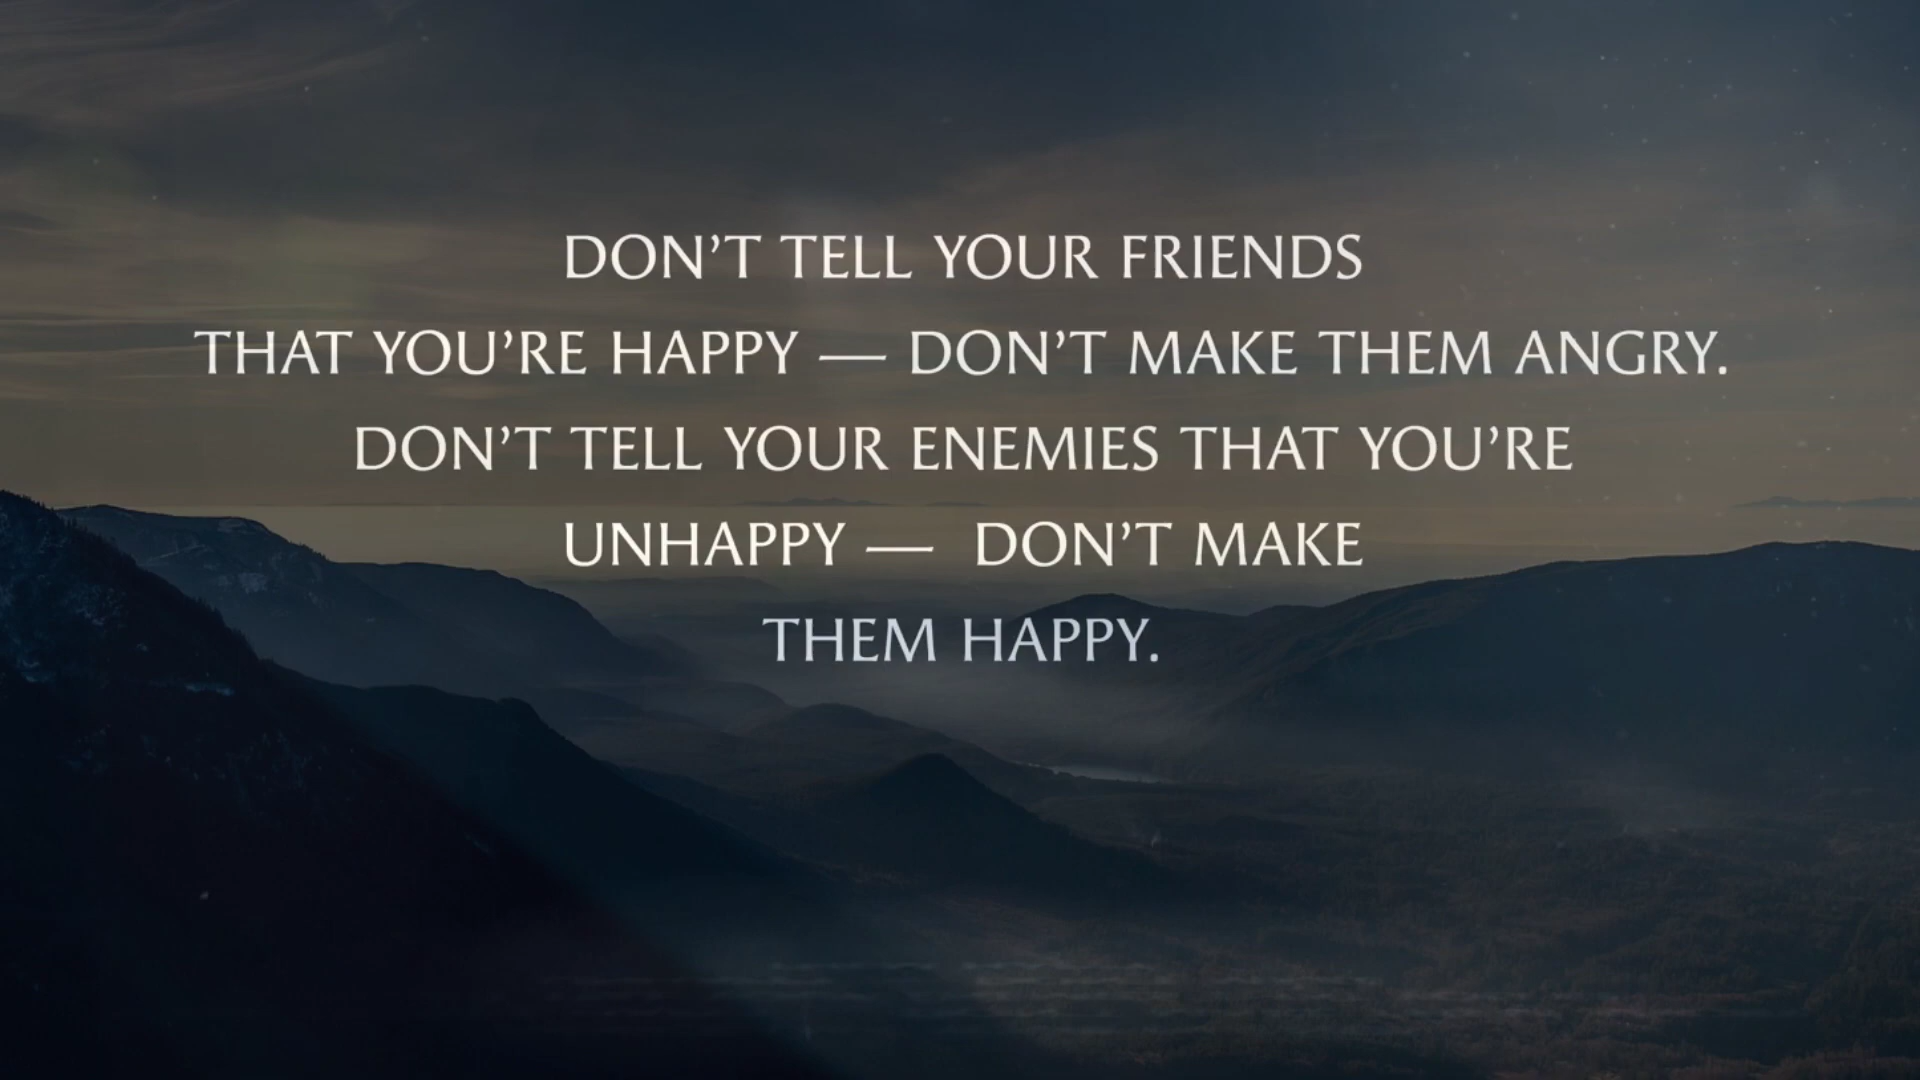 DON’T TELL YOUR FRIENDS
THAT YOU’RE HAPPY — DON’T MAKE THEM ANGRY.
DON’T TELL YOUR ENEMIES THAT YOU’RE
UNHAPPY — DON’T MAKE
THEM HAPPY.